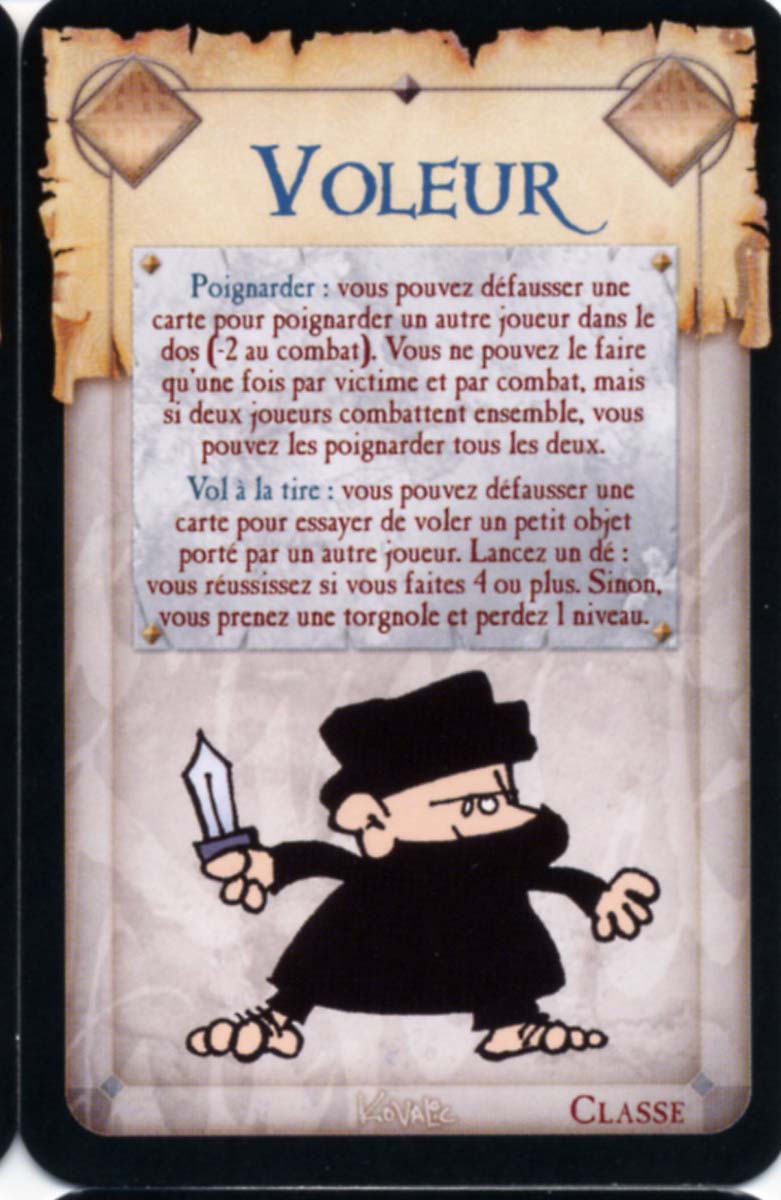 VOLEUR
Poignarder : vous pouvez défausser une
carte pour poignarder un autre joueur dans le
dos (-2 au combat). Vous ne pouvez le faire
qu'une fois par victime et par combat, mais
si deux joueurs combattent ensemble, vous
pouvez les poignarder tous les deux.
Vol à la tire : vous pouvez défausser une
carte pour essayer de voler un petit objet
porté par un autre joueur. Lancez un dé :
vous réussissez si vous faites 4 ou plus. Sinon,
vous prenez une torgnole et perdez 1 niveau.
KOVALIC
CLASSE